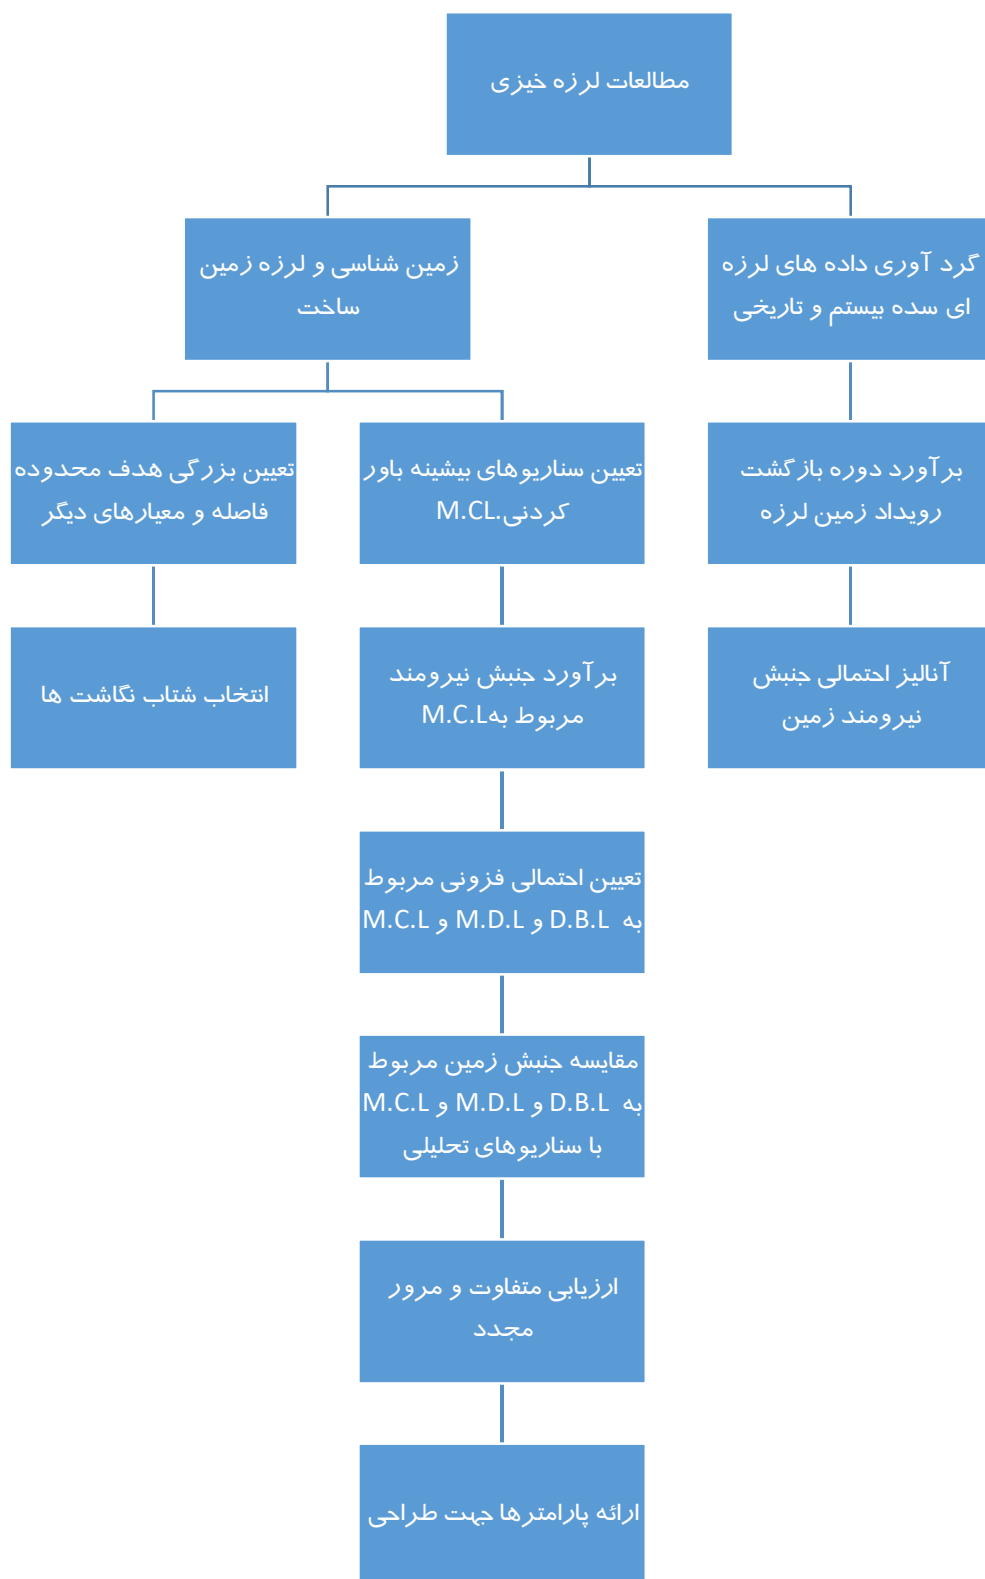 مطالعات لرزه خیزی
گرد آوری داده های لرزه
ای سده بیستم و تاریخی
زمین شناسی و لرزه زمین
ساخت
برآورد دوره بازگشت
رویداد زمین لرزه
تعیین سناریوهای بیشینه باور
کردنی.M.CL
تعیین بزرگی هدف محدوده
فاصله و معیارهای دیگر
آنالیز احتمالی جنبش
نیرومند زمین
برآورد جنبش نیرومند
مربوط بهM.C.L
انتخاب شتاب نگاشت ها
تعیین احتمالی فزونی مربوط
به D.B.L و M.D.L و M.C.L
مقایسه جنبش زمین مربوط
به D.B.L و M.D.L و M.C.L
با سناریوهای تحلیلی
ارزیابی متفاوت و مرور
مجدد
ارائه پارامترها جهت طراحی